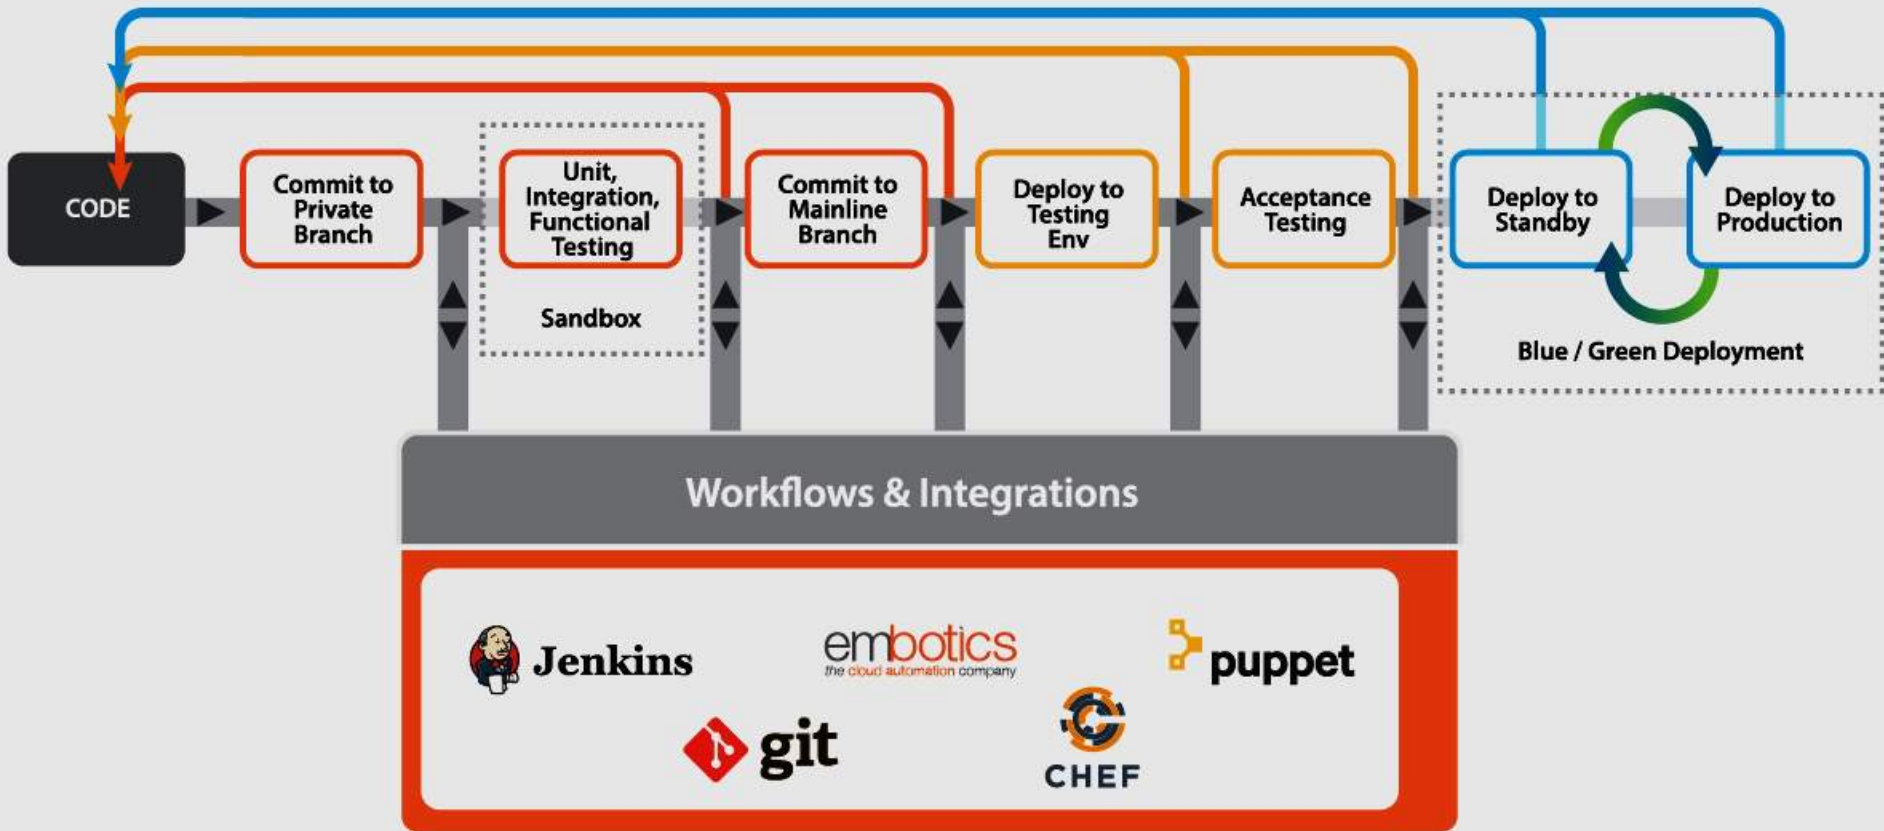 CODE
Commit to
Private
Branch
Unit,
Integration,
Functional
Testing
Sandbox
Commit to
Mainline
Branch
Deploy to
Testing
Env
Acceptance
Testing
Deploy to
Standby
Deploy to
Production
Blue / Green Deployment
Workflows & Integrations
Jenkins
embotics
the cloud automation company
puppet
git
CHEF